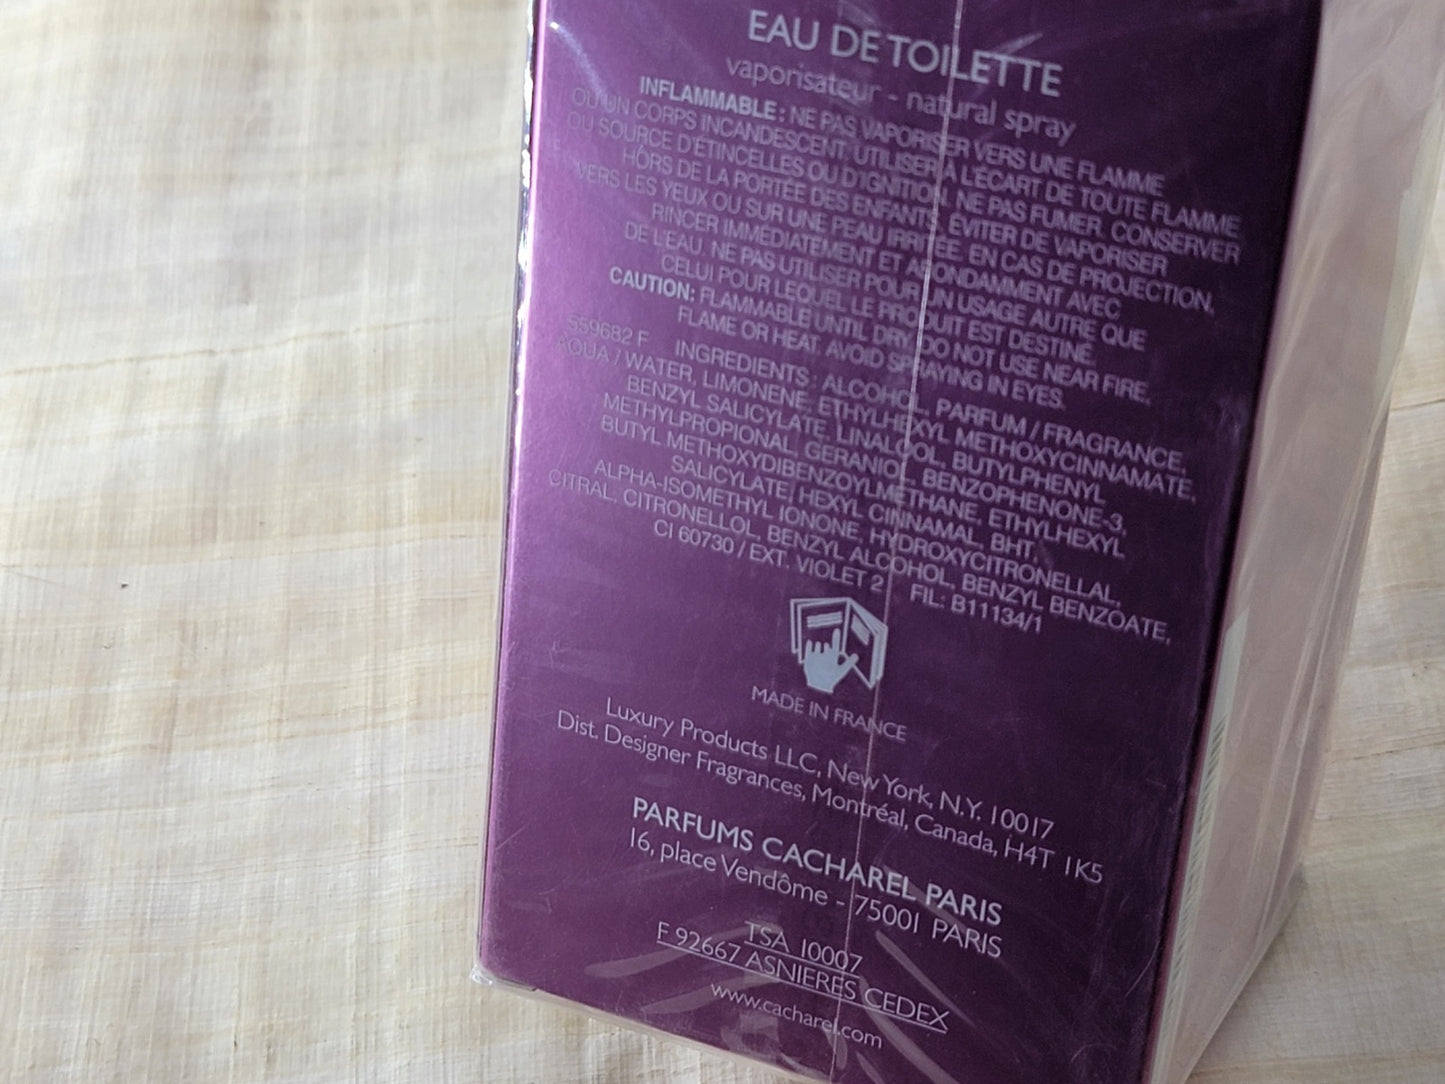 EAU DE TOILETTE
vaporisateur - natural spray
INFLAMMABLE : NE PAS VAPORISER VERS UNE FLAMME
OU UN CORPS INCANDESCENT. UTILISER À L'ÉCART DE TOUTE FLAMME
OU SOURCE D'ÉTINCELLES OU D'IGNITION. NE PAS FUMER. CONSERVER
HORS DE LA PORTÉE DES ENFANTS. ÉVITER DE VAPORISER
VERS LES YEUX OU SUR UNE PEAU IRRITÉE. EN CAS DE PROJECTION,
RINCER IMMÉDIATEMENT ET ABONDAMMENT AVEC
DE L'EAU. NE PAS UTILISER POUR UN USAGE AUTRE QUE
CELUI POUR LEQUEL LE PRODUIT EST DESTINÉ.
CAUTION: FLAMMABLE UNTIL DRY. DO NOT USE NEAR FIRE,
FLAME OR HEAT. AVOID SPRAYING IN EYES.
559682 F INGREDIENTS : ALCOHOL, PARFUM / FRAGRANCE,
AQUA / WATER, LIMONENE, ETHYLHEXYL METHOXYCINNAMATE,
BENZYL SALICYLATE, LINALOOL, BUTYLPHENYL
METHYLPROPIONAL, GERANIOL, BENZOPHENONE-3,
BUTYL METHOXYDIBENZOYLMETHANE, ETHYLHEXYL
SALICYLATE, HEXYL CINNAMAL, BHT,
ALPHA-ISOMETHYL IONONE, HYDROXYCITRONELLAL,
CITRAL, CITRONELLOL, BENZYL ALCOHOL, BENZYL BENZOATE,
CI 60730 / EXT. VIOLET 2 FIL: B11134/1
MADE IN FRANCE
Luxury Products LLC, New York, N.Y. 10017
Dist. Designer Fragrances, Montréal, Canada, H4T 1K5
PARFUMS CACHAREL PARIS
16, place Vendôme - 75001 PARIS
TSA 10007
F 92667 ASNIERES CEDEX
www.cacharel.com